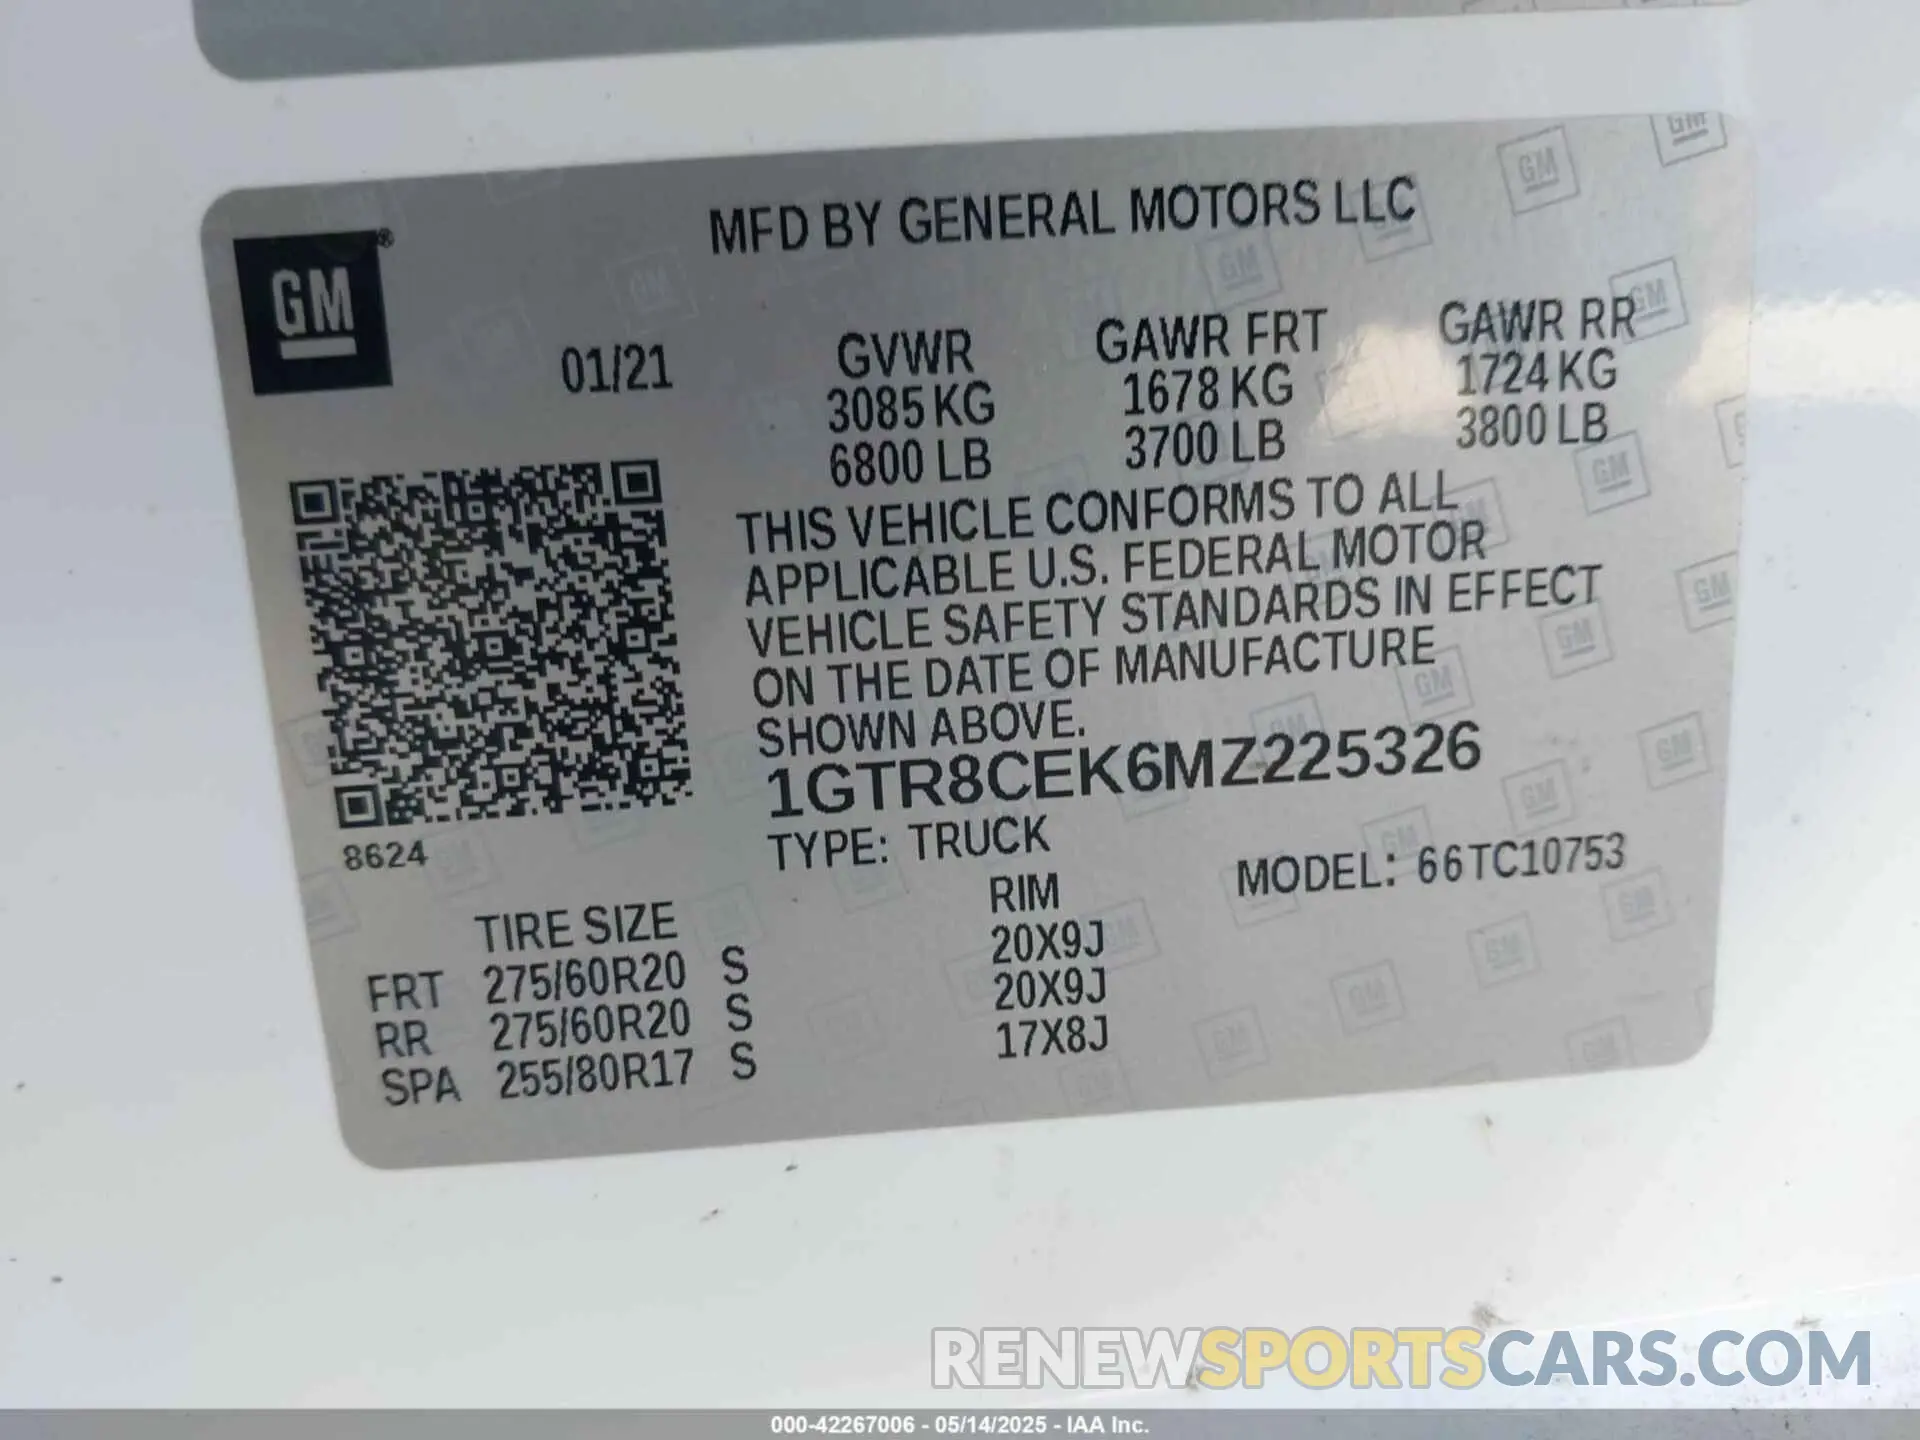 MFD BY GENERAL MOTORS LLC
GM®
01/21
GVWR GAWR FRT GAWR RR
3085 KG 1678 KG 1724 KG
6800 LB 3700 LB 3800 LB
THIS VEHICLE CONFORMS TO ALL
APPLICABLE U.S. FEDERAL MOTOR
VEHICLE SAFETY STANDARDS IN EFFECT
ON THE DATE OF MANUFACTURE
SHOWN ABOVE.
1GTR8CEK6MZ225326
8624
TYPE: TRUCK
MODEL: 66TC10753
TIRE SIZE RIM
FRT 275/60R20 S 20X9J
RR 275/60R20 S 20X9J
SPA 255/80R17 S 17X8J
RENEWSPORTSCARS.COM
000-42267006 - 05/14/2025 - IAA Inc.